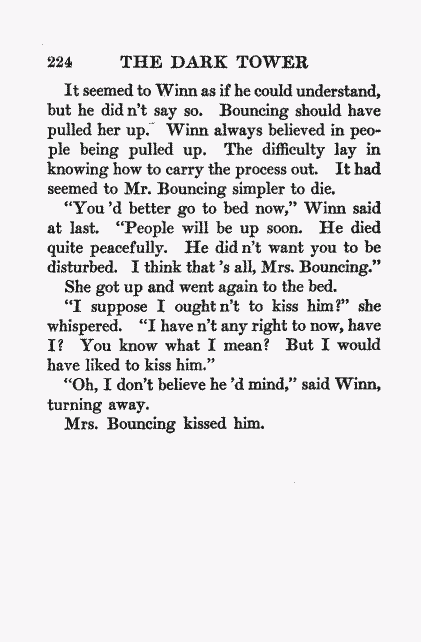 224 THE DARK TOWER
It seemed to Winn as if he could understand,
but he didn't say so. Bouncing should have
pulled her up. Winn always believed in peo-
ple being pulled up. The difficulty lay in
knowing how to carry the process out. It had
seemed to Mr. Bouncing simpler to die.
"You 'd better go to bed now," Winn said
at last. "People will be up soon. He died
quite peacefully. He didn't want you to be
disturbed. I think that 's all, Mrs. Bouncing."
She got up and went again to the bed.
"I suppose I ought n't to kiss him?" she
whispered. "I have n't any right to now, have
I? You know what I mean? But I would
have liked to kiss him."
"Oh, I don't believe he 'd mind," said Winn,
turning away.
Mrs. Bouncing kissed him.